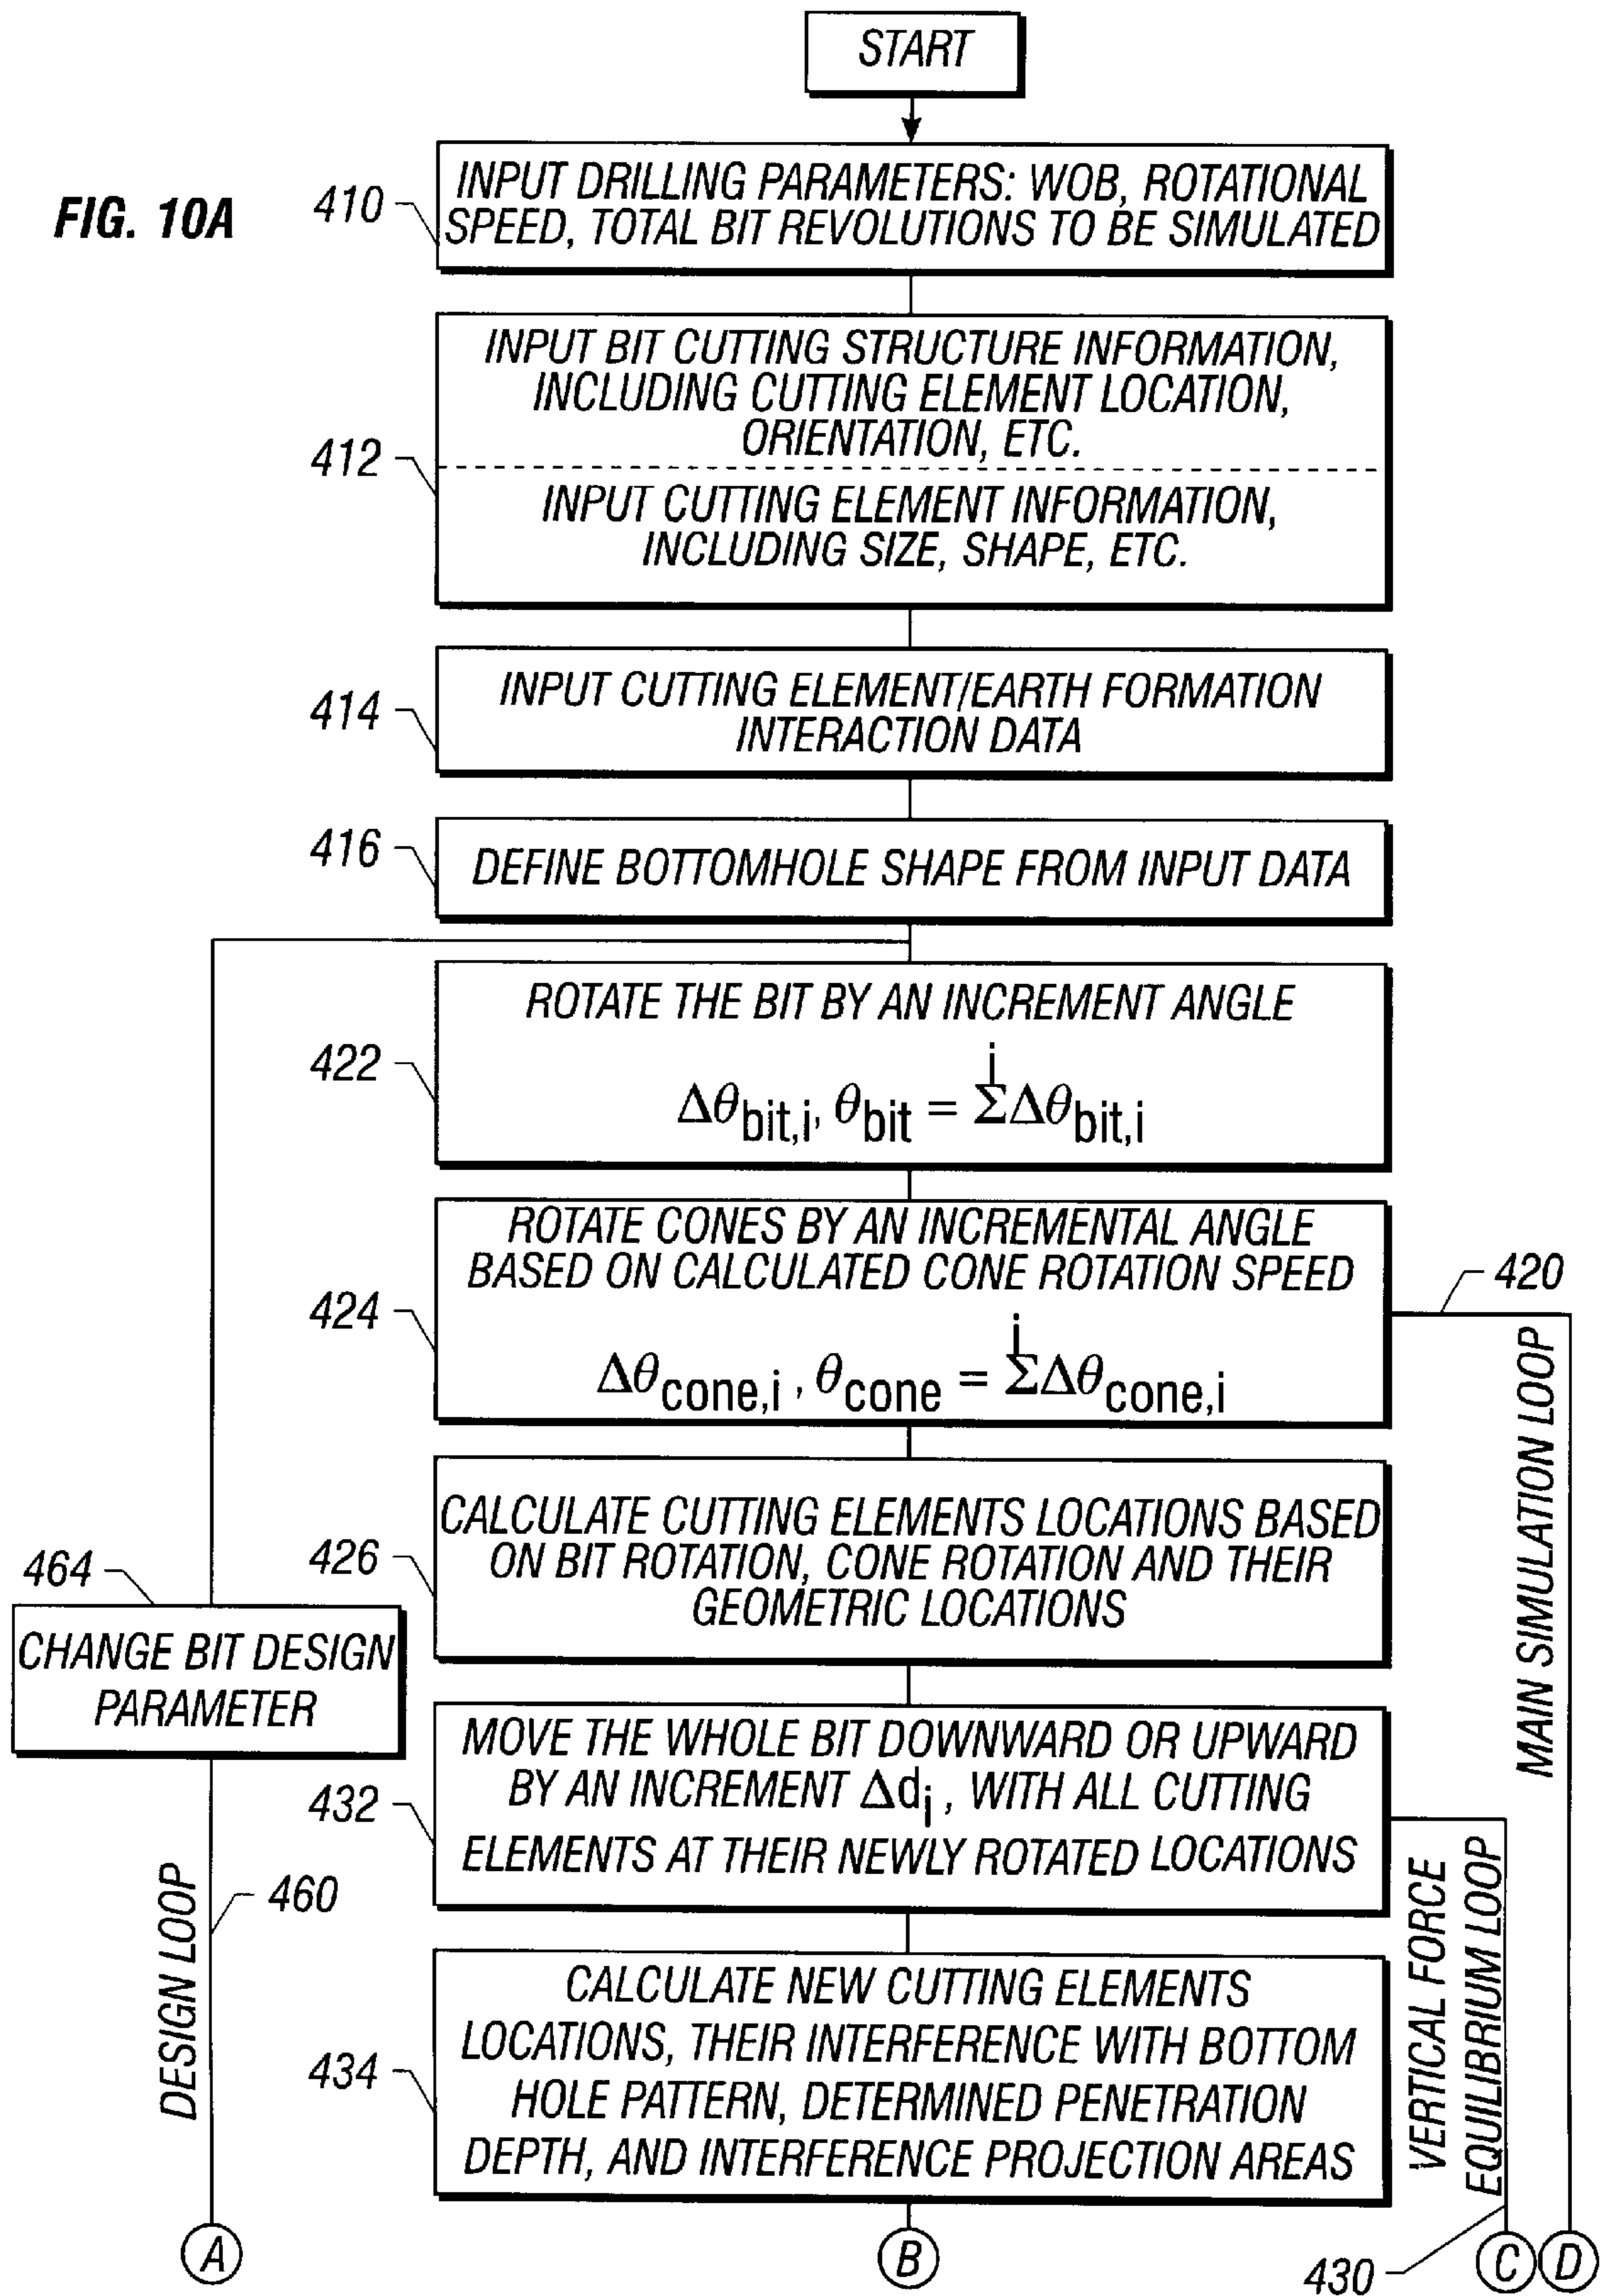 START
FIG. 10A
410
INPUT DRILLING PARAMETERS: WOB, ROTATIONAL
SPEED, TOTAL BIT REVOLUTIONS TO BE SIMULATED
412
INPUT BIT CUTTING STRUCTURE INFORMATION,
INCLUDING CUTTING ELEMENT LOCATION,
ORIENTATION, ETC.
INPUT CUTTING ELEMENT INFORMATION,
INCLUDING SIZE, SHAPE, ETC.
414
INPUT CUTTING ELEMENT/EARTH FORMATION
INTERACTION DATA
416
DEFINE BOTTOMHOLE SHAPE FROM INPUT DATA
422
ROTATE THE BIT BY AN INCREMENT ANGLE
i
Δθbit,i, θbit = ΣΔθbit,i
424
ROTATE CONES BY AN INCREMENTAL ANGLE
BASED ON CALCULATED CONE ROTATION SPEED
i
Δθcone,i , θcone = ΣΔθcone,i
420
MAIN SIMULATION LOOP
426
CALCULATE CUTTING ELEMENTS LOCATIONS BASED
ON BIT ROTATION, CONE ROTATION AND THEIR
GEOMETRIC LOCATIONS
464
CHANGE BIT DESIGN
PARAMETER
432
MOVE THE WHOLE BIT DOWNWARD OR UPWARD
BY AN INCREMENT Δdi , WITH ALL CUTTING
ELEMENTS AT THEIR NEWLY ROTATED LOCATIONS
DESIGN LOOP
460
VERTICAL FORCE
EQUILIBRIUM LOOP
434
CALCULATE NEW CUTTING ELEMENTS
LOCATIONS, THEIR INTERFERENCE WITH BOTTOM
HOLE PATTERN, DETERMINED PENETRATION
DEPTH, AND INTERFERENCE PROJECTION AREAS
A
B
430
C
D